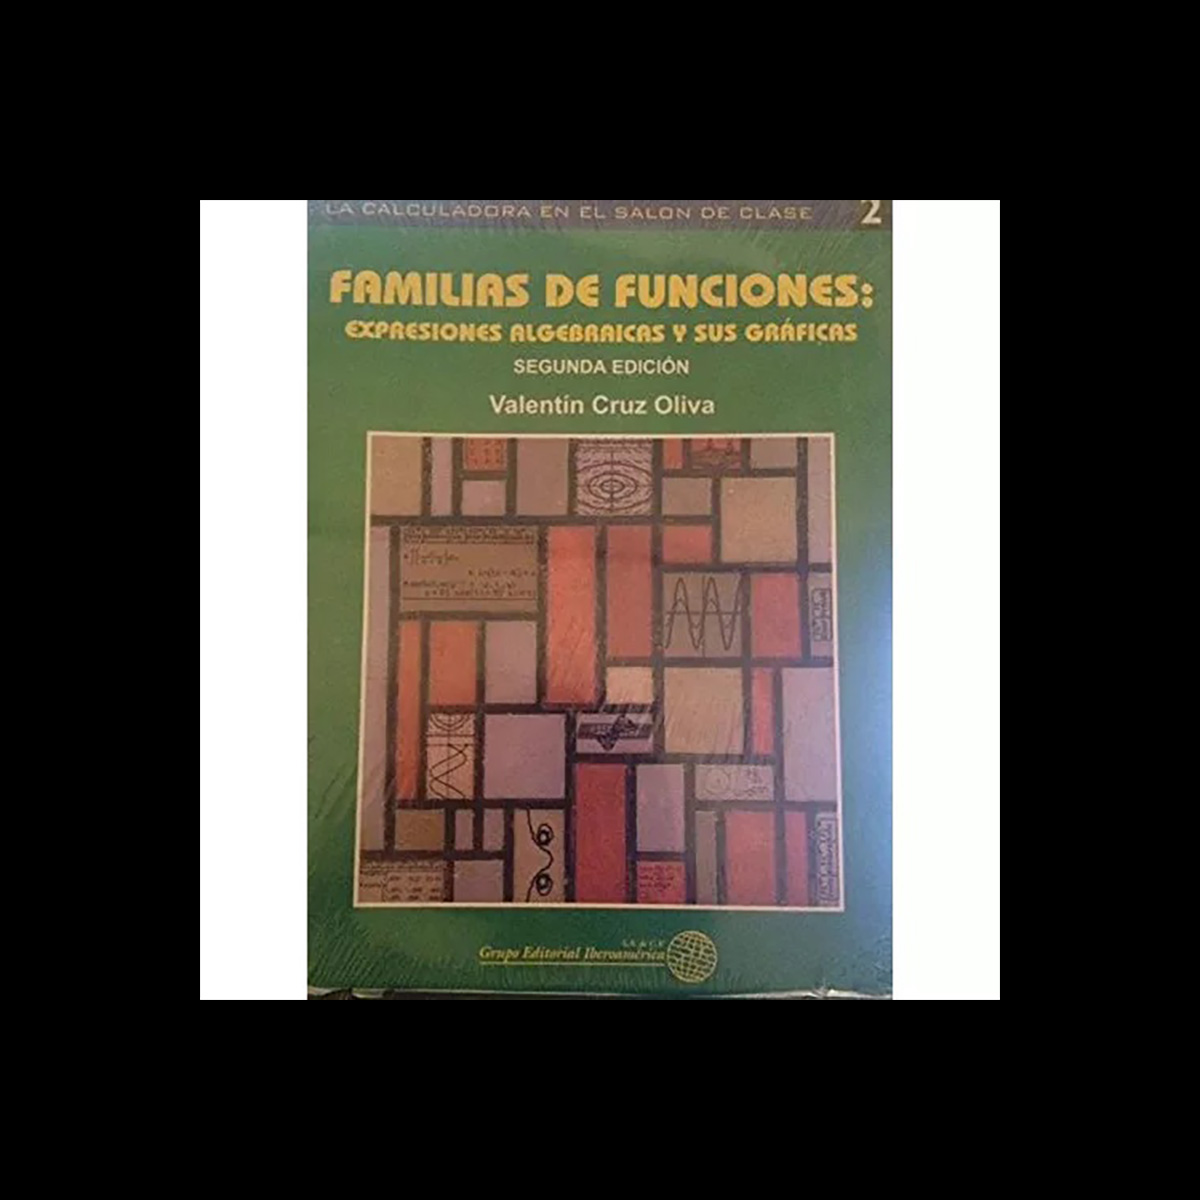 LA CALCULADORA EN EL SALON DE CLASE 2
FAMILIAS DE FUNCIONES:
EXPRESIONES ALGEBRAICAS Y SUS GRÁFICAS
SEGUNDA EDICIÓN
Valentín Cruz Oliva
S.A. de C.V.
Grupo Editorial Iberoamérica